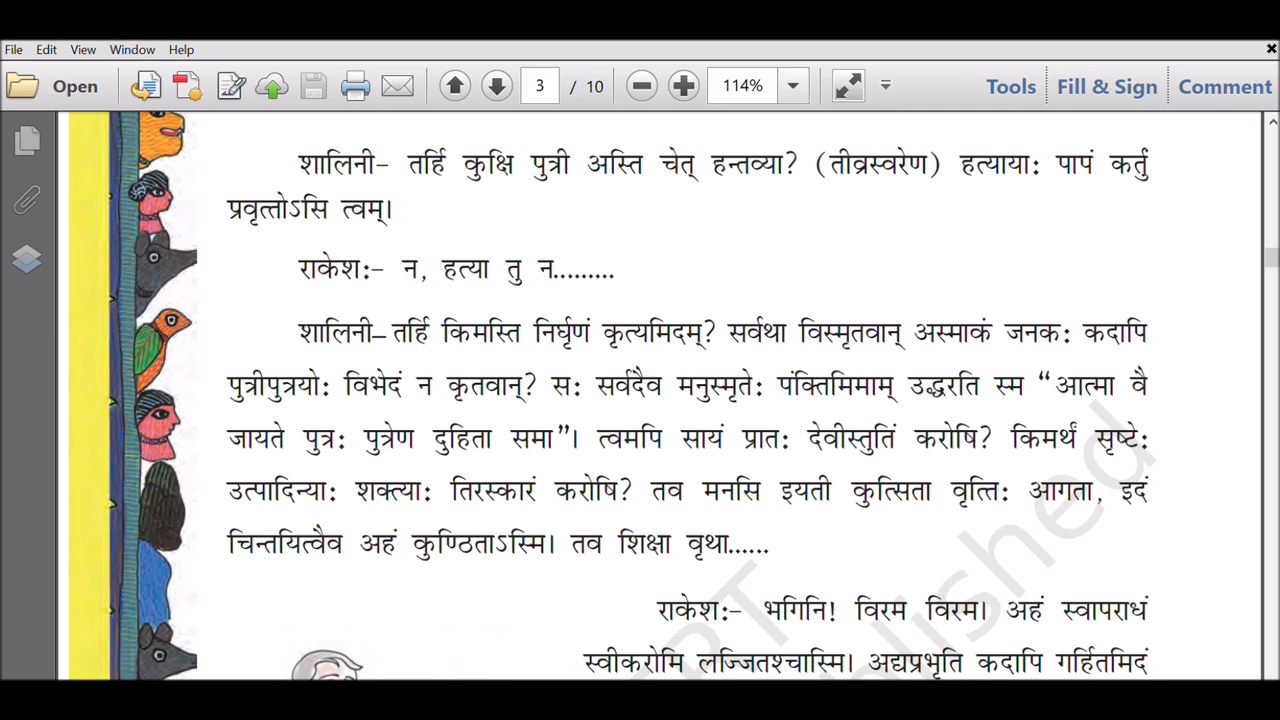 File Edit View Window Help
Open 3 / 10 114% Tools Fill & Sign Comment
शालिनी– तर्हि कुक्षि पुत्री अस्ति चेत् हन्तव्या? (तीव्रस्वरेण) हत्यायाः पापं कर्तुं
प्रवृत्तोऽसि त्वम्।
राकेशः– न, हत्या तु न.........
शालिनी– तर्हि किमस्ति निर्घृणं कृत्यमिदम्? सर्वथा विस्मृतवान् अस्माकं जनकः कदापि
पुत्रीपुत्रयोः विभेदं न कृतवान्? सः सर्वदैव मनुस्मृतेः पंक्तिमिमाम् उद्धरति स्म “आत्मा वै
जायते पुत्रः पुत्रेण दुहिता समा”। त्वमपि सायं प्रातः देवीस्तुतिं करोषि? किमर्थं सृष्टेः
उत्पादिन्याः शक्त्याः तिरस्कारं करोषि? तव मनसि इयती कुत्सिता वृत्तिः आगता, इदं
चिन्तयित्वैव अहं कुण्ठिताऽस्मि। तव शिक्षा वृथा......
राकेशः– भगिनि! विरम विरम। अहं स्वापराधं
स्वीकरोमि लज्जितश्चास्मि। अद्यप्रभृति कदापि गर्हितमिदं